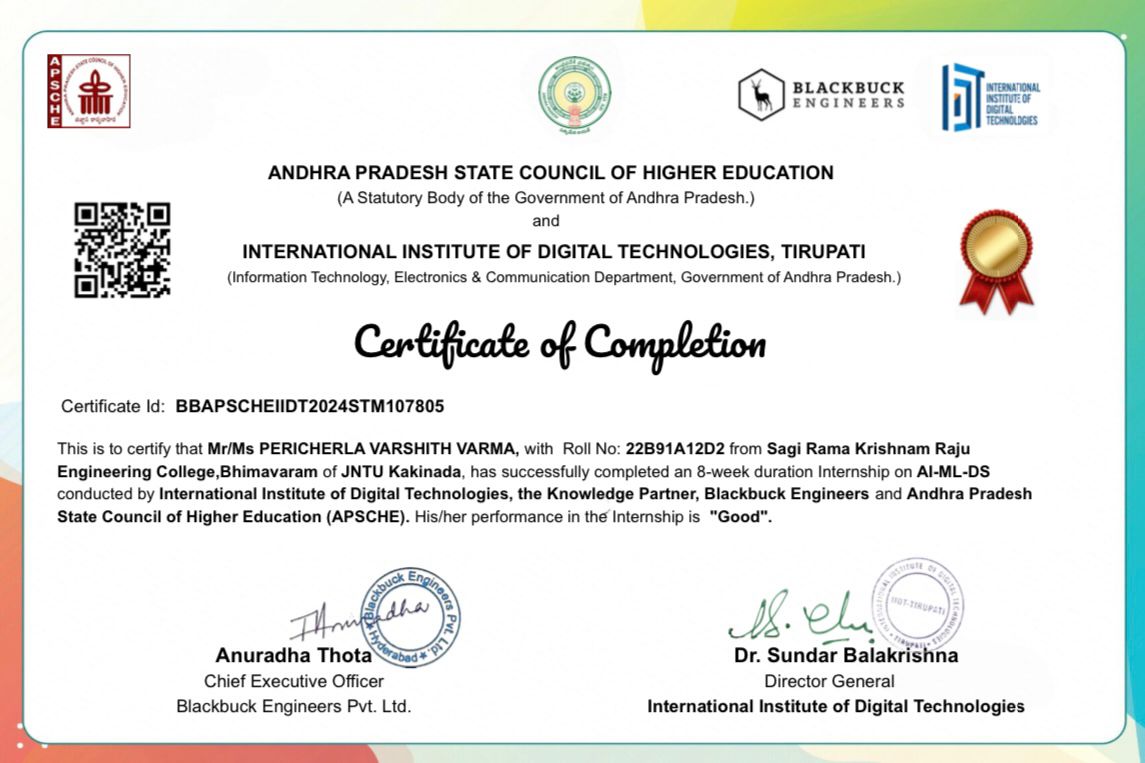 APSCHE
BLACKBUCK
ENGINEERS
INTERNATIONAL
INSTITUTE OF
DIGITAL
TECHNOLOGIES
ANDHRA PRADESH STATE COUNCIL OF HIGHER EDUCATION
(A Statutory Body of the Government of Andhra Pradesh.)
and
INTERNATIONAL INSTITUTE OF DIGITAL TECHNOLOGIES, TIRUPATI
(Information Technology, Electronics & Communication Department, Government of Andhra Pradesh.)
Certificate of Completion
Certificate Id: BBAPSCHEIIDT2024STM107805
This is to certify that Mr/Ms PERICHERLA VARSHITH VARMA, with Roll No: 22B91A12D2 from Sagi Rama Krishnam Raju
Engineering College,Bhimavaram of JNTU Kakinada, has successfully completed an 8-week duration Internship on AI-ML-DS
conducted by International Institute of Digital Technologies, the Knowledge Partner, Blackbuck Engineers and Andhra Pradesh
State Council of Higher Education (APSCHE). His/her performance in the Internship is "Good".
Blackbuck Engineers Pvt. Ltd.
Hyderabad
INTERNATIONAL INSTITUTE OF DIGITAL TECHNOLOGIES
IIDT-TIRUPATI
TIRUPATI
Anuradha Thota
Chief Executive Officer
Blackbuck Engineers Pvt. Ltd.
Dr. Sundar Balakrishna
Director General
International Institute of Digital Technologies